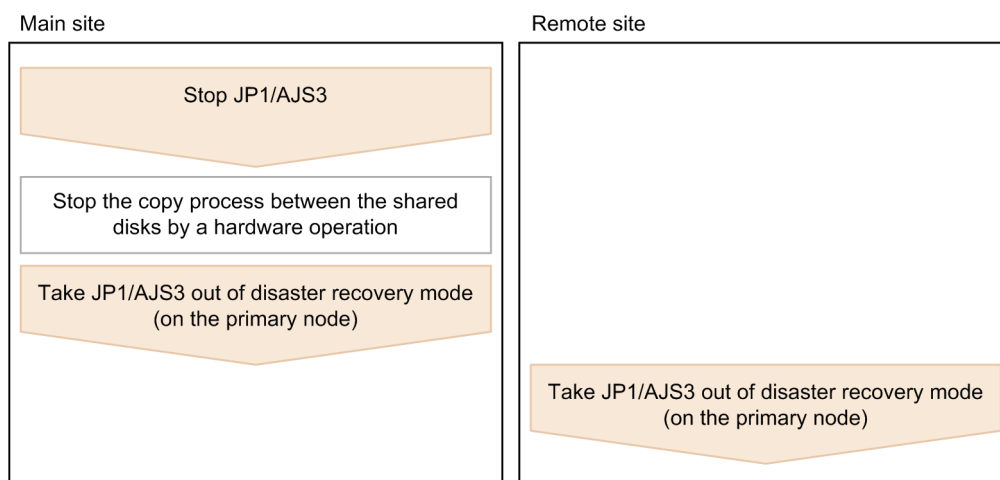 Main site
Remote site
Stop JP1/AJS3
Stop the copy process between the shared
disks by a hardware operation
Take JP1/AJS3 out of disaster recovery mode
(on the primary node)
Take JP1/AJS3 out of disaster recovery mode
(on the primary node)